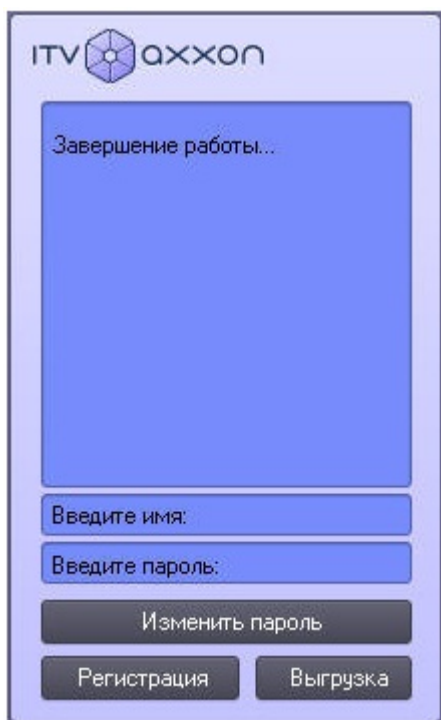 ITV axxon
Завершение работы...
Введите имя:
Введите пароль:
Изменить пароль
Регистрация Выгрузка